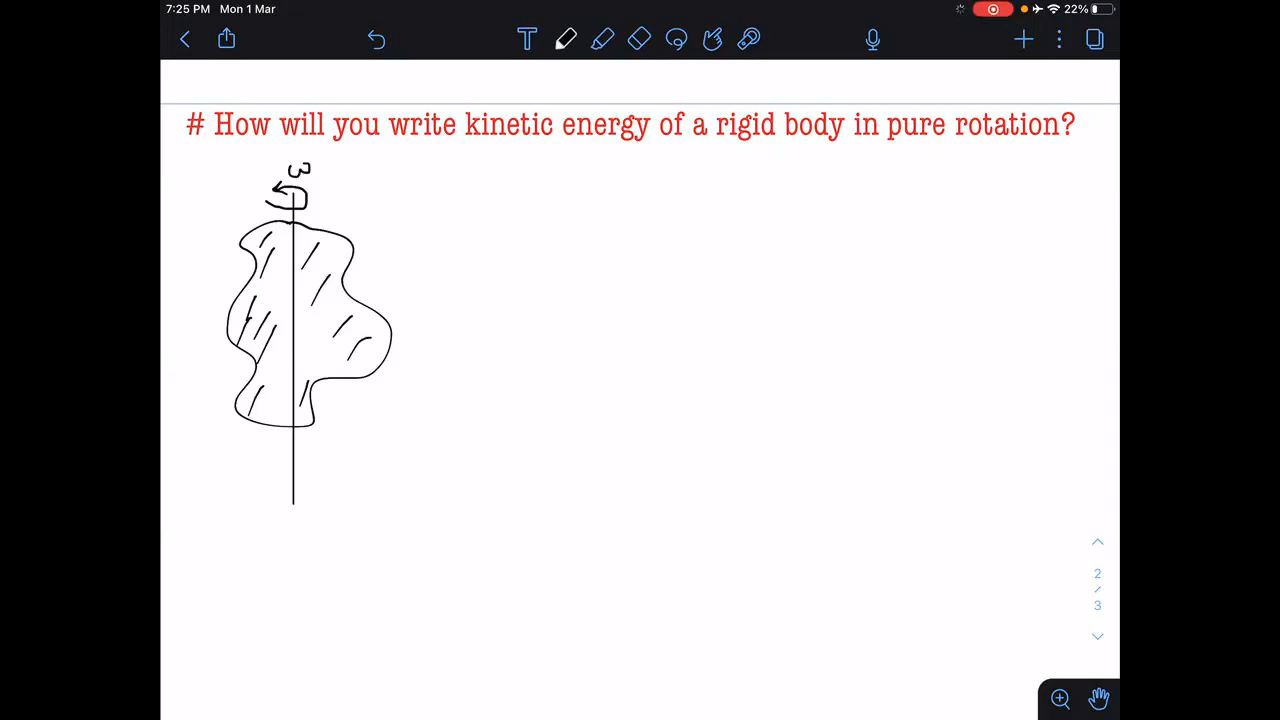 7:25 PM Mon 1 Mar 22%
T
# How will you write kinetic energy of a rigid body in pure rotation?
ω
2
/
3